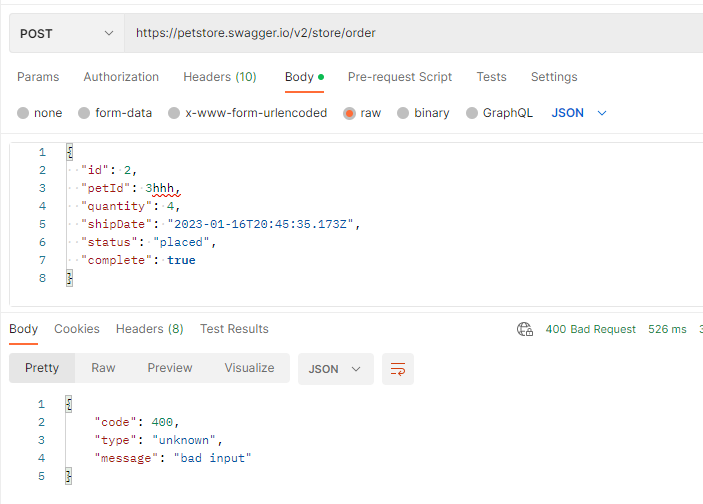 POST https://petstore.swagger.io/v2/store/order
Params Authorization Headers (10) Body Pre-request Script Tests Settings
none form-data x-www-form-urlencoded raw binary GraphQL JSON
1 {
2 "id": 2,
3 "petId": 3hhh,
4 "quantity": 4,
5 "shipDate": "2023-01-16T20:45:35.173Z",
6 "status": "placed",
7 "complete": true
8 }
Body Cookies Headers (8) Test Results 400 Bad Request 526 ms
Pretty Raw Preview Visualize JSON
1 {
2 "code": 400,
3 "type": "unknown",
4 "message": "bad input"
5 }